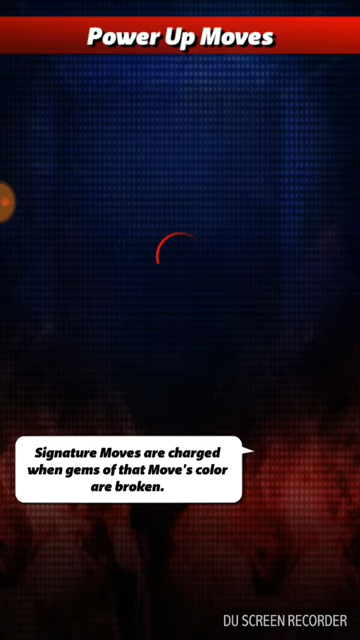 Power Up Moves
Signature Moves are charged
when gems of that Move's color
are broken.
DU SCREEN RECORDER